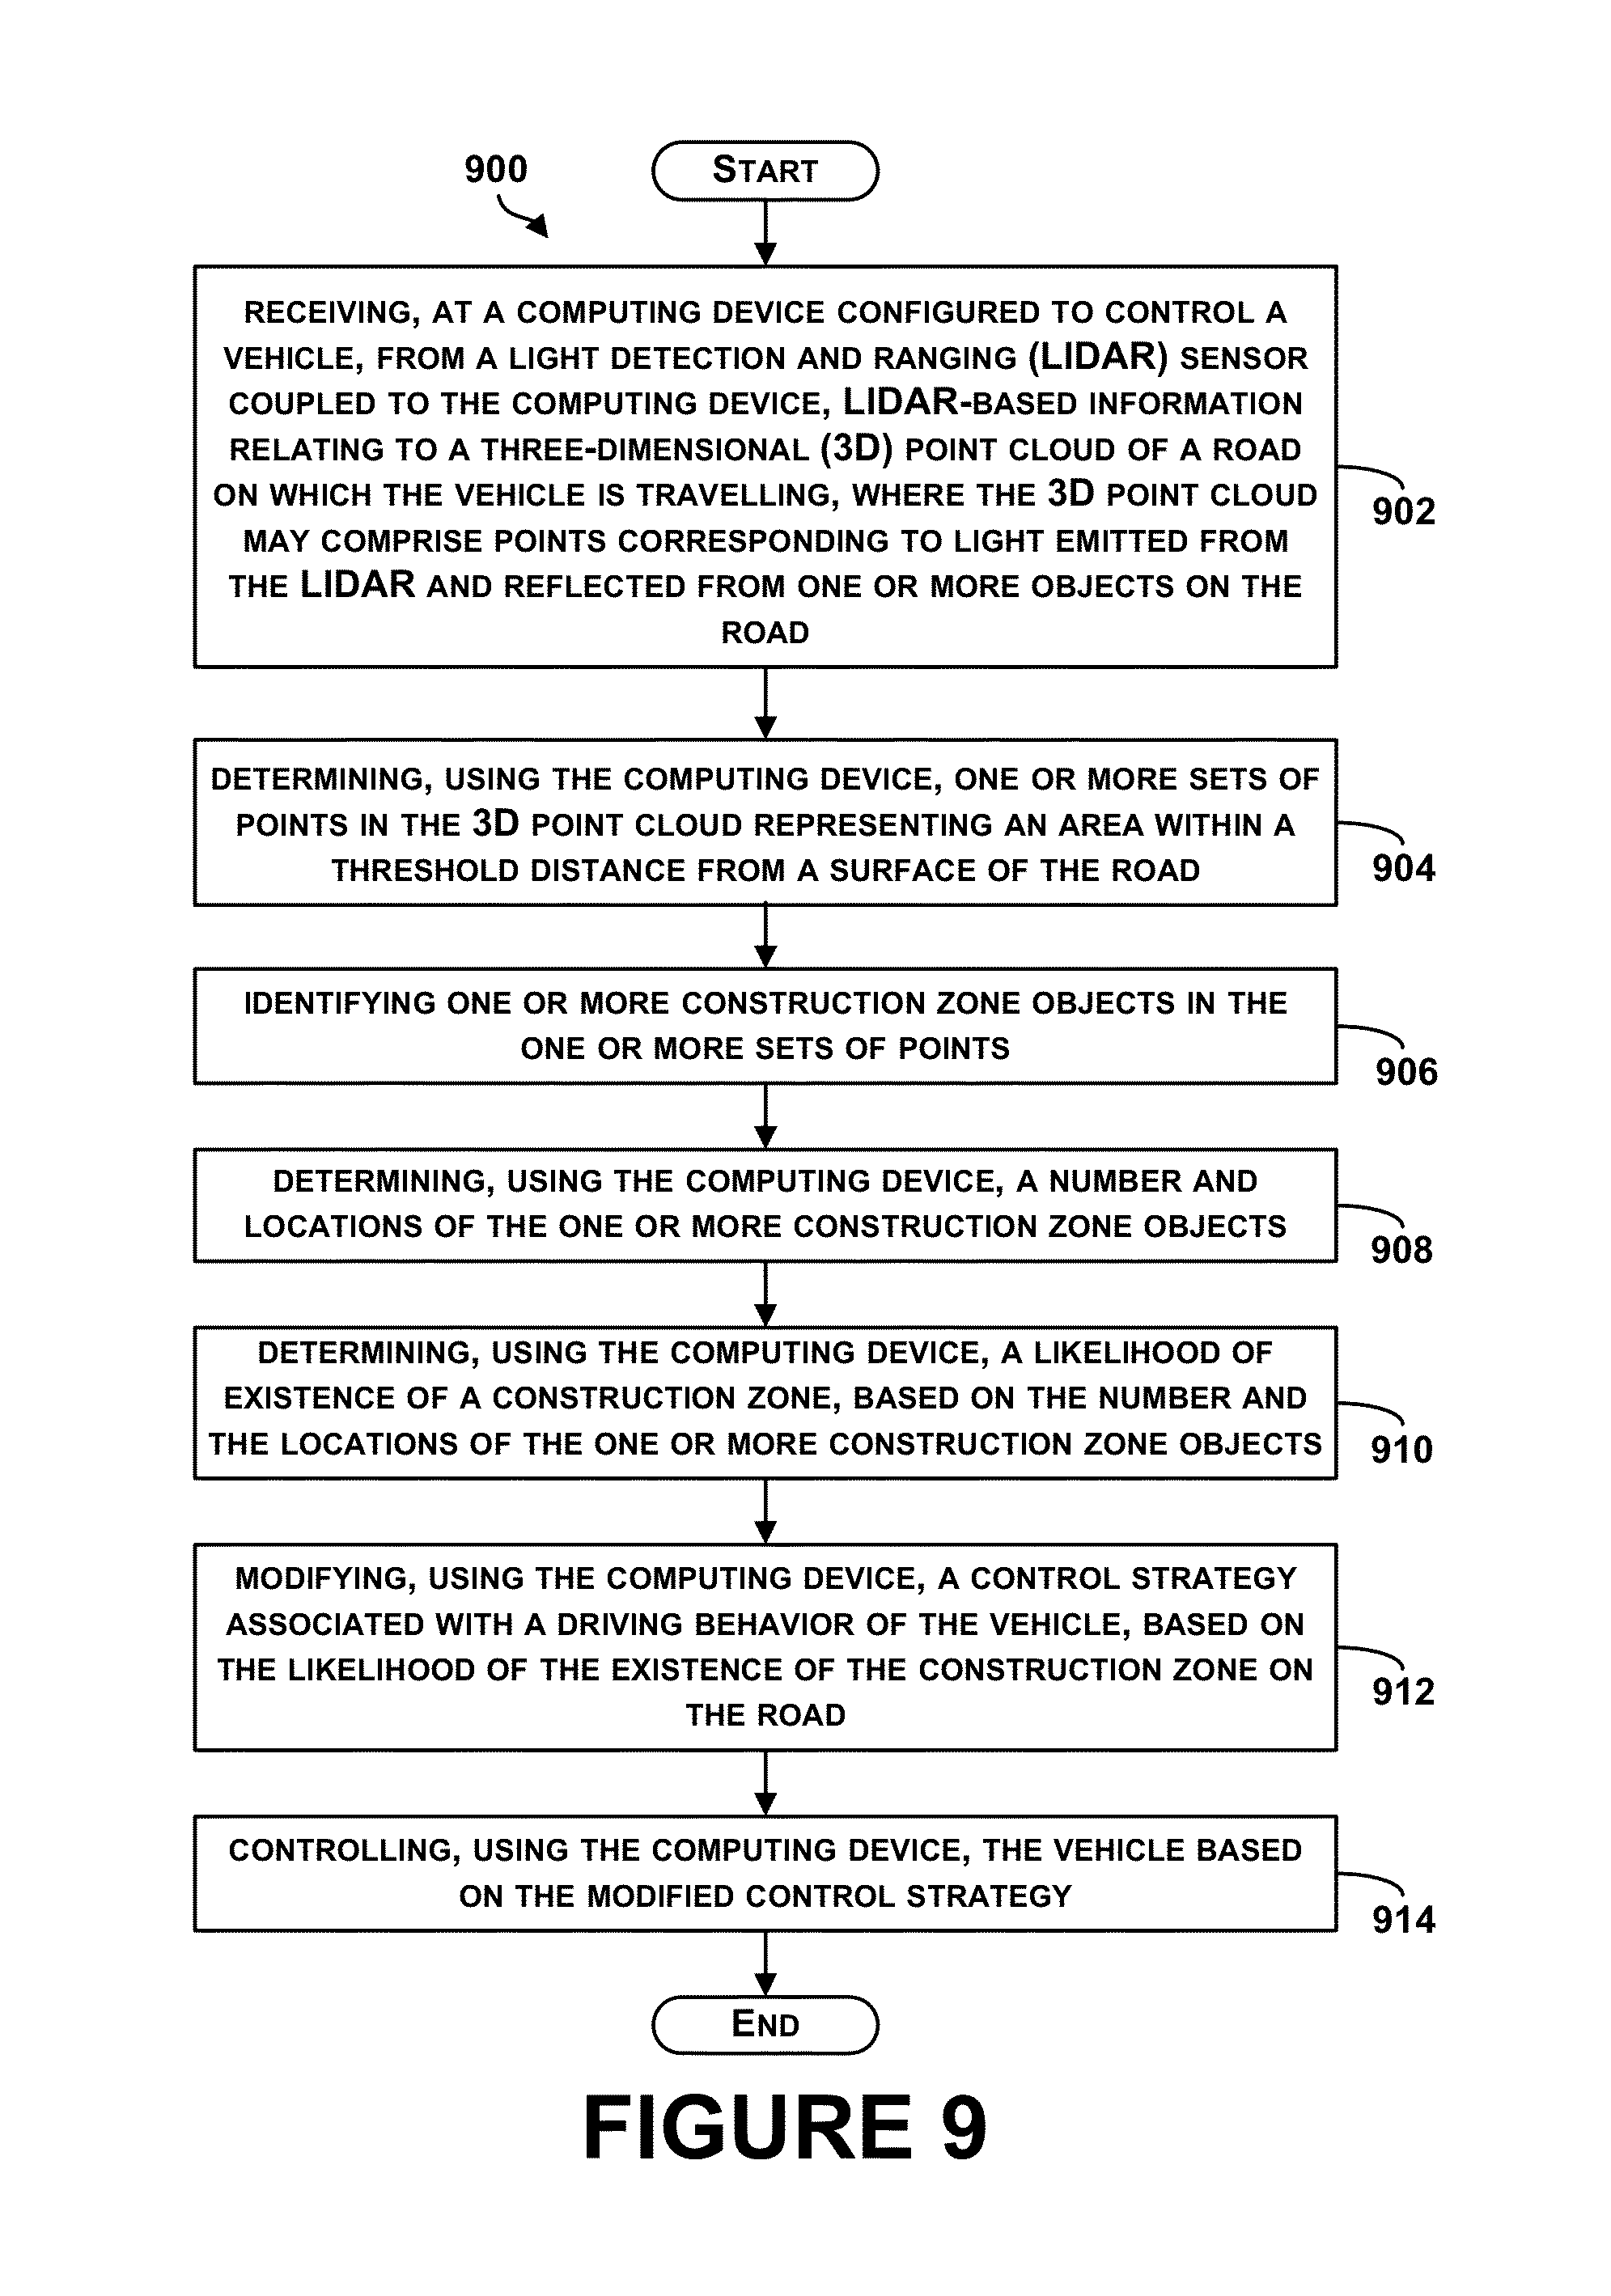 900
START
RECEIVING, AT A COMPUTING DEVICE CONFIGURED TO CONTROL A
VEHICLE, FROM A LIGHT DETECTION AND RANGING (LIDAR) SENSOR
COUPLED TO THE COMPUTING DEVICE, LIDAR-BASED INFORMATION
RELATING TO A THREE-DIMENSIONAL (3D) POINT CLOUD OF A ROAD
ON WHICH THE VEHICLE IS TRAVELLING, WHERE THE 3D POINT CLOUD
MAY COMPRISE POINTS CORRESPONDING TO LIGHT EMITTED FROM
THE LIDAR AND REFLECTED FROM ONE OR MORE OBJECTS ON THE
ROAD
902
DETERMINING, USING THE COMPUTING DEVICE, ONE OR MORE SETS OF
POINTS IN THE 3D POINT CLOUD REPRESENTING AN AREA WITHIN A
THRESHOLD DISTANCE FROM A SURFACE OF THE ROAD
904
IDENTIFYING ONE OR MORE CONSTRUCTION ZONE OBJECTS IN THE
ONE OR MORE SETS OF POINTS
906
DETERMINING, USING THE COMPUTING DEVICE, A NUMBER AND
LOCATIONS OF THE ONE OR MORE CONSTRUCTION ZONE OBJECTS
908
DETERMINING, USING THE COMPUTING DEVICE, A LIKELIHOOD OF
EXISTENCE OF A CONSTRUCTION ZONE, BASED ON THE NUMBER AND
THE LOCATIONS OF THE ONE OR MORE CONSTRUCTION ZONE OBJECTS
910
MODIFYING, USING THE COMPUTING DEVICE, A CONTROL STRATEGY
ASSOCIATED WITH A DRIVING BEHAVIOR OF THE VEHICLE, BASED ON
THE LIKELIHOOD OF THE EXISTENCE OF THE CONSTRUCTION ZONE ON
THE ROAD
912
CONTROLLING, USING THE COMPUTING DEVICE, THE VEHICLE BASED
ON THE MODIFIED CONTROL STRATEGY
914
END
FIGURE 9